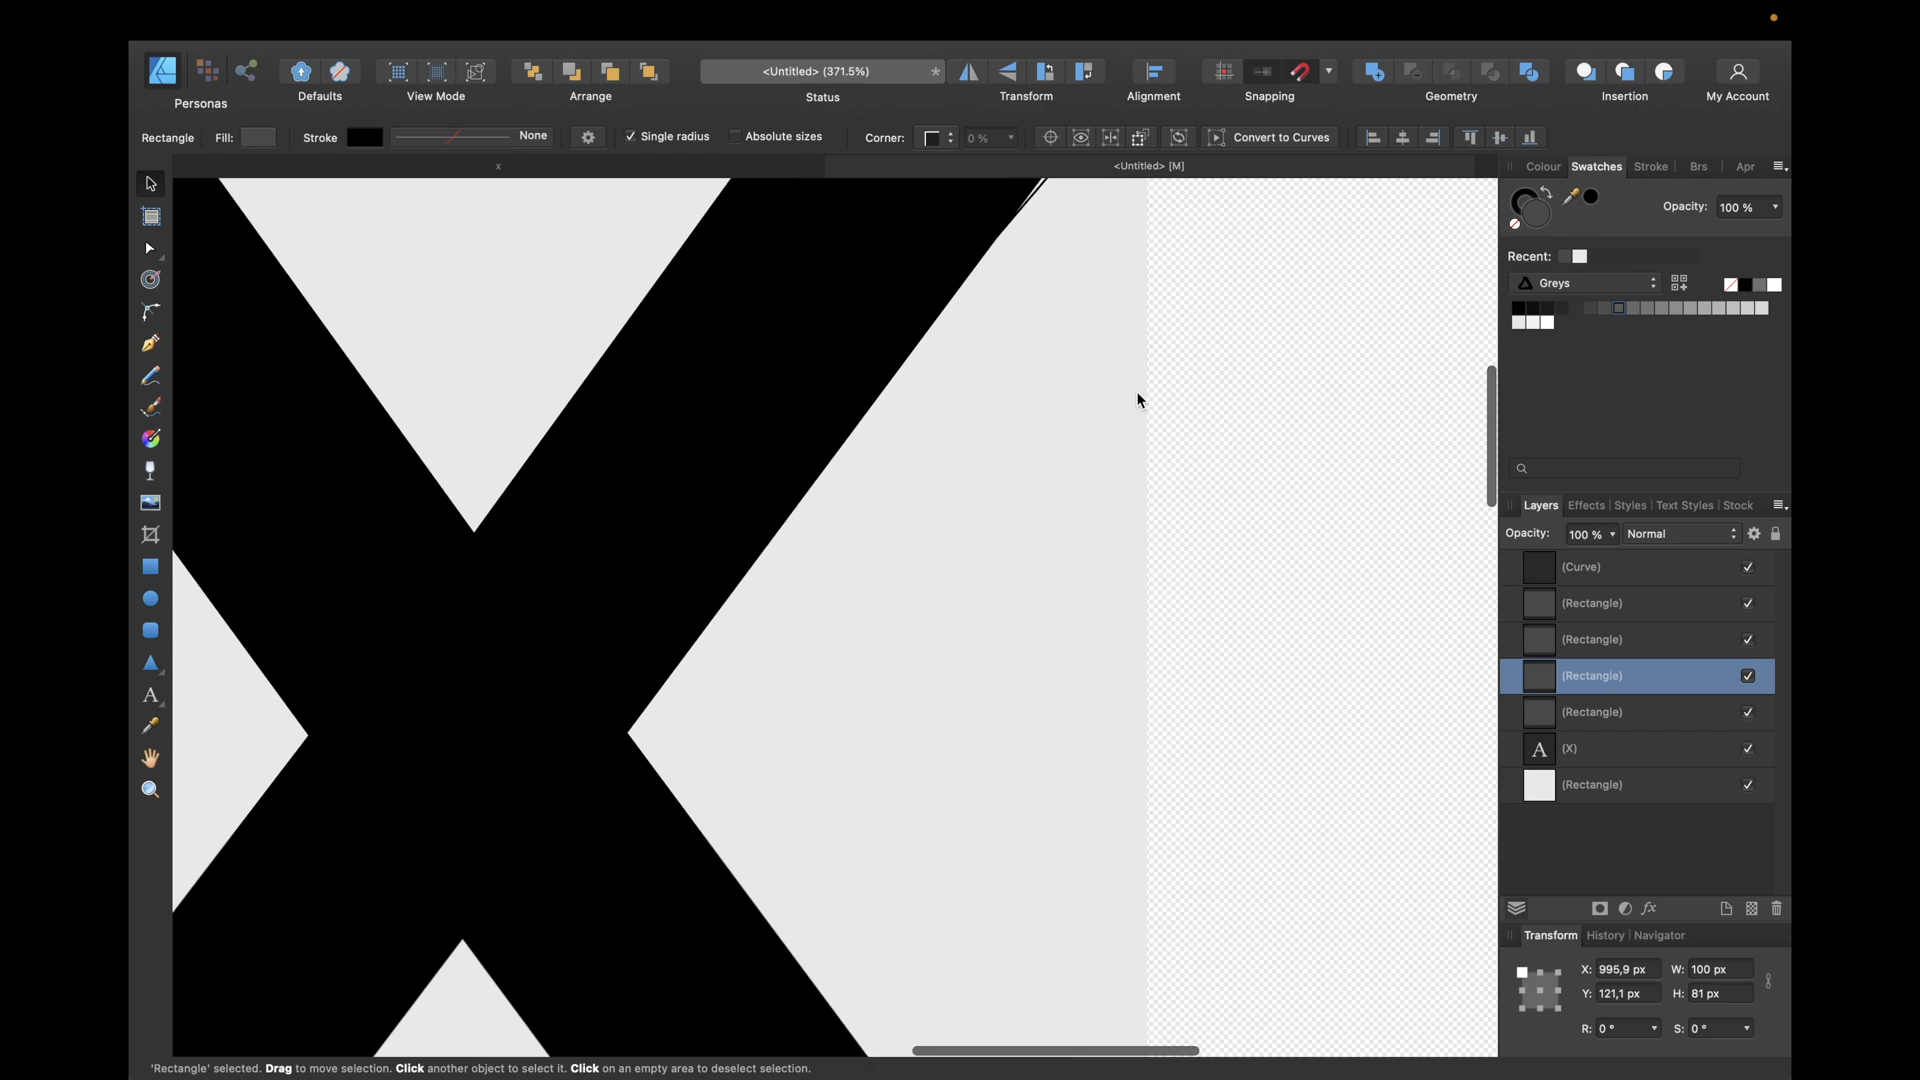 <Untitled> (371.5%)
*
Personas
Defaults
View Mode
Arrange
Status
Transform
Alignment
Snapping
Geometry
Insertion
My Account
Rectangle
Fill:
Stroke
None
Single radius
Absolute sizes
Corner:
0 %
Convert to Curves
x
<Untitled> [M]
Colour
Swatches
Stroke
Brs
Apr
Opacity:
100 %
Recent:
Greys
Layers
Effects
Styles
Text Styles
Stock
Opacity:
100 %
Normal
(Curve)
(Rectangle)
(Rectangle)
(Rectangle)
(Rectangle)
A
(X)
(Rectangle)
fx
Transform
History
Navigator
X: 995,9 px
W: 100 px
Y: 121,1 px
H: 81 px
R: 0 º
S: 0 º
'Rectangle' selected. Drag to move selection. Click another object to select it. Click on an empty area to deselect selection.